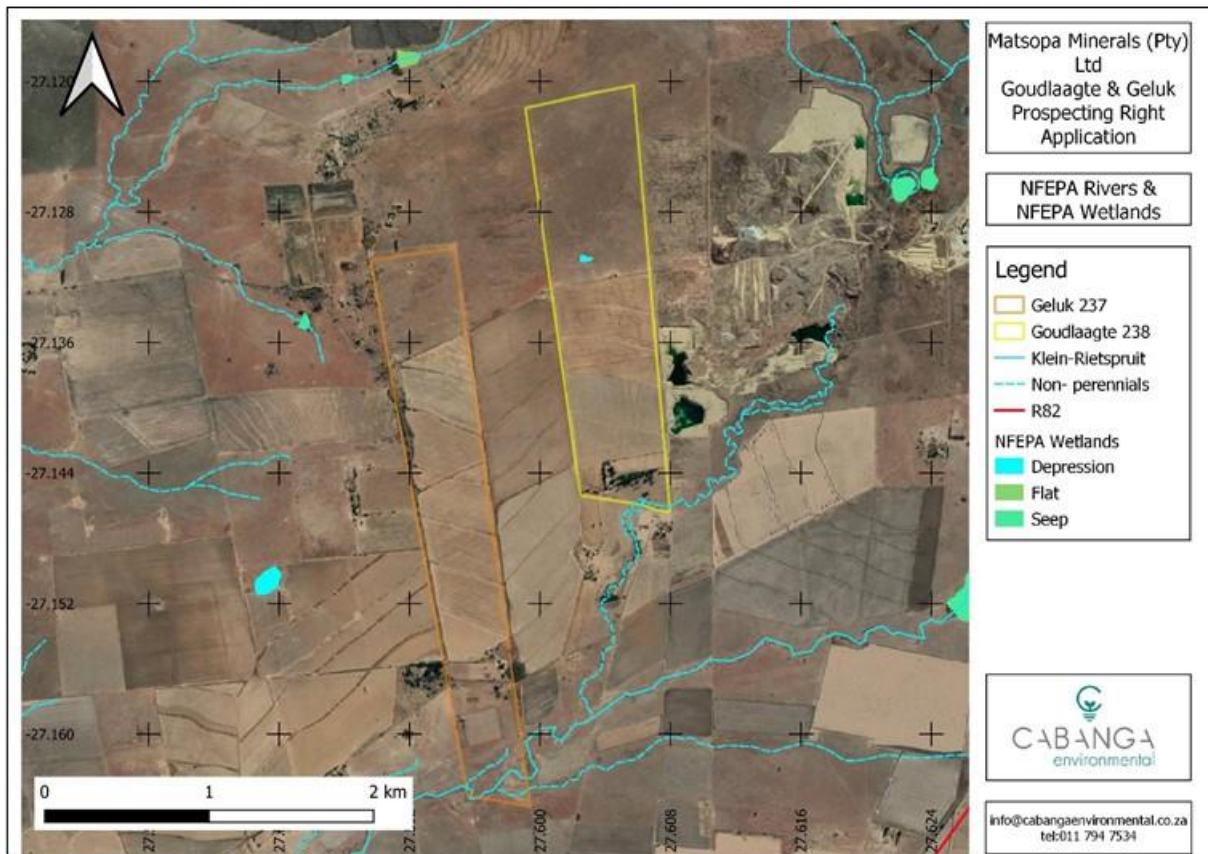 Matsopa Minerals (Pty)
Ltd
Goudlaagte & Geluk
Prospecting Right
Application
NFEPA Rivers &
NFEPA Wetlands
Legend
Geluk 237
Goudlaagte 238
Klein-Rietspruit
Non- perennials
R82
NFEPA Wetlands
Depression
Flat
Seep
CABANGA
environmental
info@cabangaenvironmental.co.za
tel:011 794 7534
-27.120
-27.128
-27.136
-27.144
-27.152
-27.160
0 1 2 km
27.600
27.608
27.616
27.624